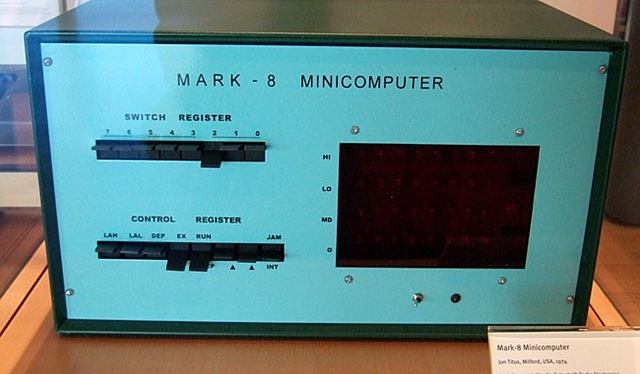 MARK-8 MINICOMPUTER
SWITCH REGISTER
7 6 5 4 3 2 1 0
HI
LO
MD
0
CONTROL REGISTER
LAH LAL DEP EX RUN JAM
P ▲ ▲ INT
Mark-8 Minicomputer
Jon Titus, Milford, USA, 1974